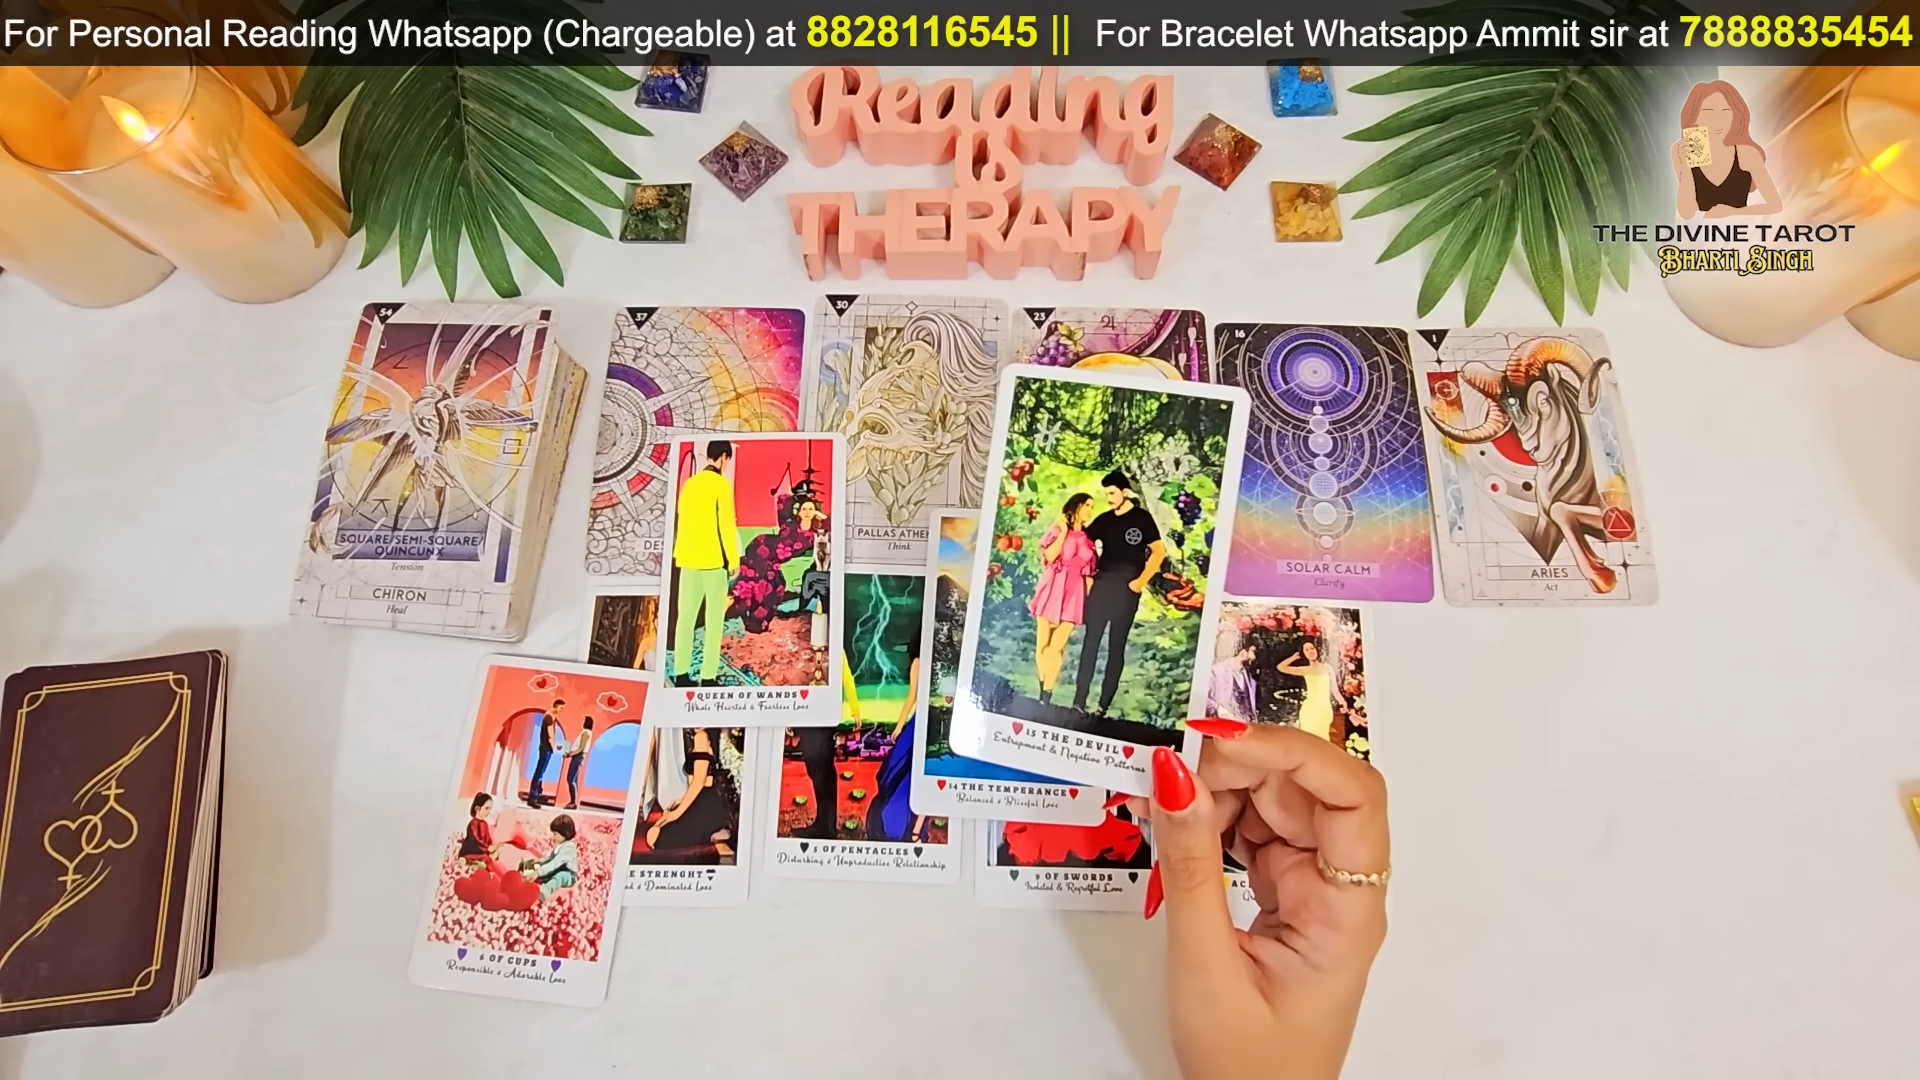 For Personal Reading Whatsapp (Chargeable) at 8828116545 || For Bracelet Whatsapp Ammit sir at 7888835454
Reading
is
THERAPY
THE DIVINE TAROT
BHARTI SINGH
54
SQUARE/SEMI-SQUARE/
QUINCUNX
Tension
CHIRON
Heal
37
DES
30
PALLAS ATHE
Think
23
16
SOLAR CALM
Clarify
1
ARIES
Act
QUEEN OF WANDS
Whole Hearted & Fearless Love
15 THE DEVIL
Entrapment & Negative Patterns
14 THE TEMPERANCE
Balanced & Blissful Love
6 OF CUPS
Responsible & Adorable Love
E STRENGHT
ed & Dominated Love
5 OF PENTACLES
Disturbing & Unproductive Relationship
9 OF SWORDS
Isolated & Regretful Love
AC